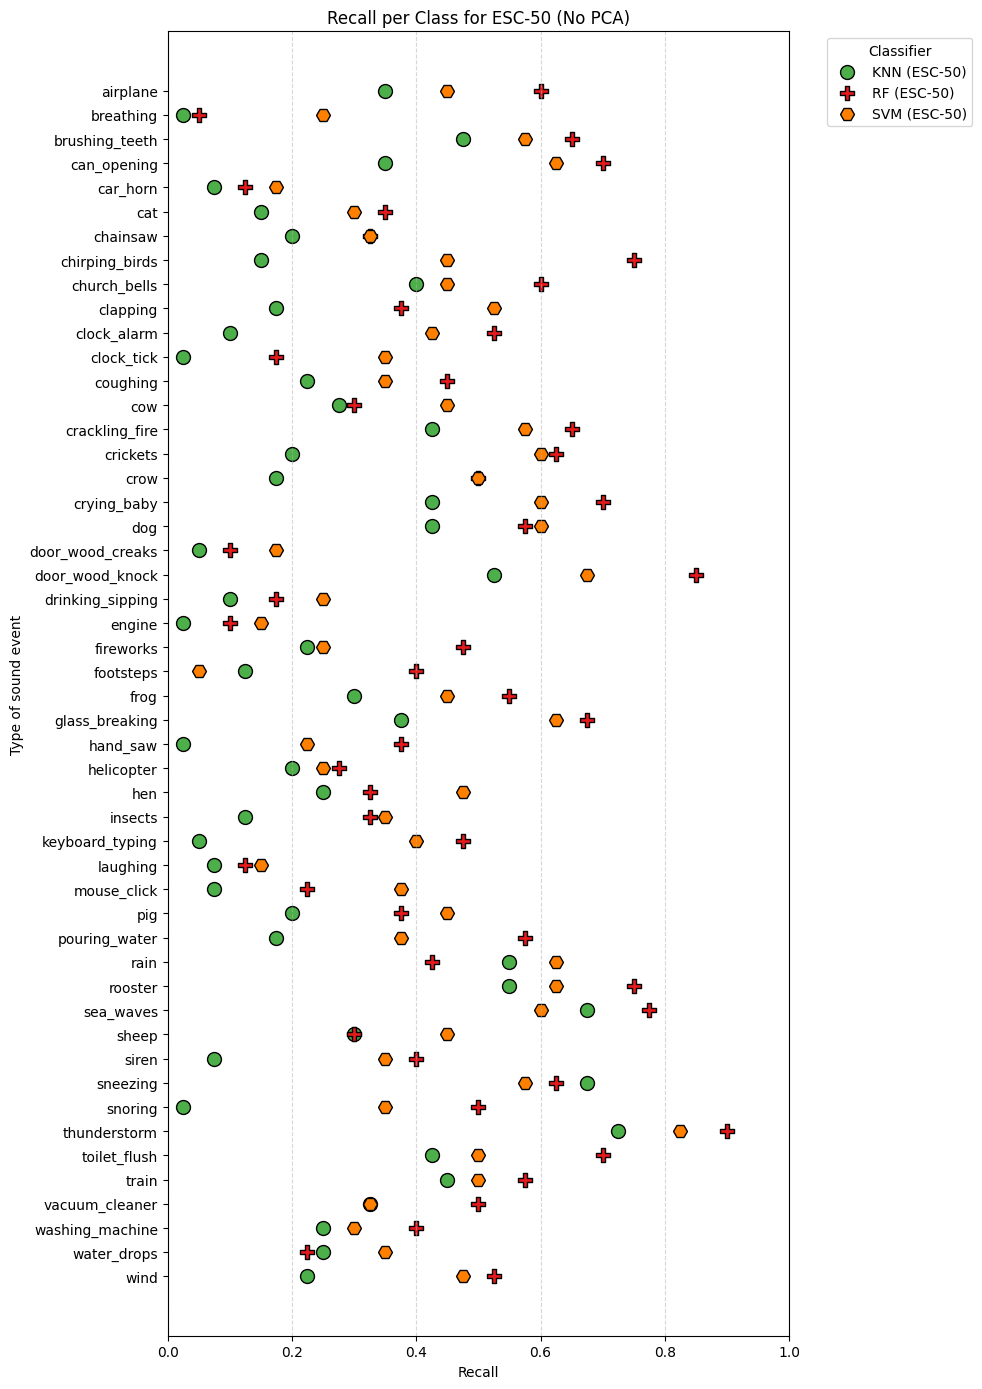 Recall per Class for ESC-50 (No PCA)
Classifier
KNN (ESC-50)
RF (ESC-50)
SVM (ESC-50)
Type of sound event
airplane
breathing
brushing_teeth
can_opening
car_horn
cat
chainsaw
chirping_birds
church_bells
clapping
clock_alarm
clock_tick
coughing
cow
crackling_fire
crickets
crow
crying_baby
dog
door_wood_creaks
door_wood_knock
drinking_sipping
engine
fireworks
footsteps
frog
glass_breaking
hand_saw
helicopter
hen
insects
keyboard_typing
laughing
mouse_click
pig
pouring_water
rain
rooster
sea_waves
sheep
siren
sneezing
snoring
thunderstorm
toilet_flush
train
vacuum_cleaner
washing_machine
water_drops
wind
0.0 0.2 0.4 0.6 0.8 1.0
Recall